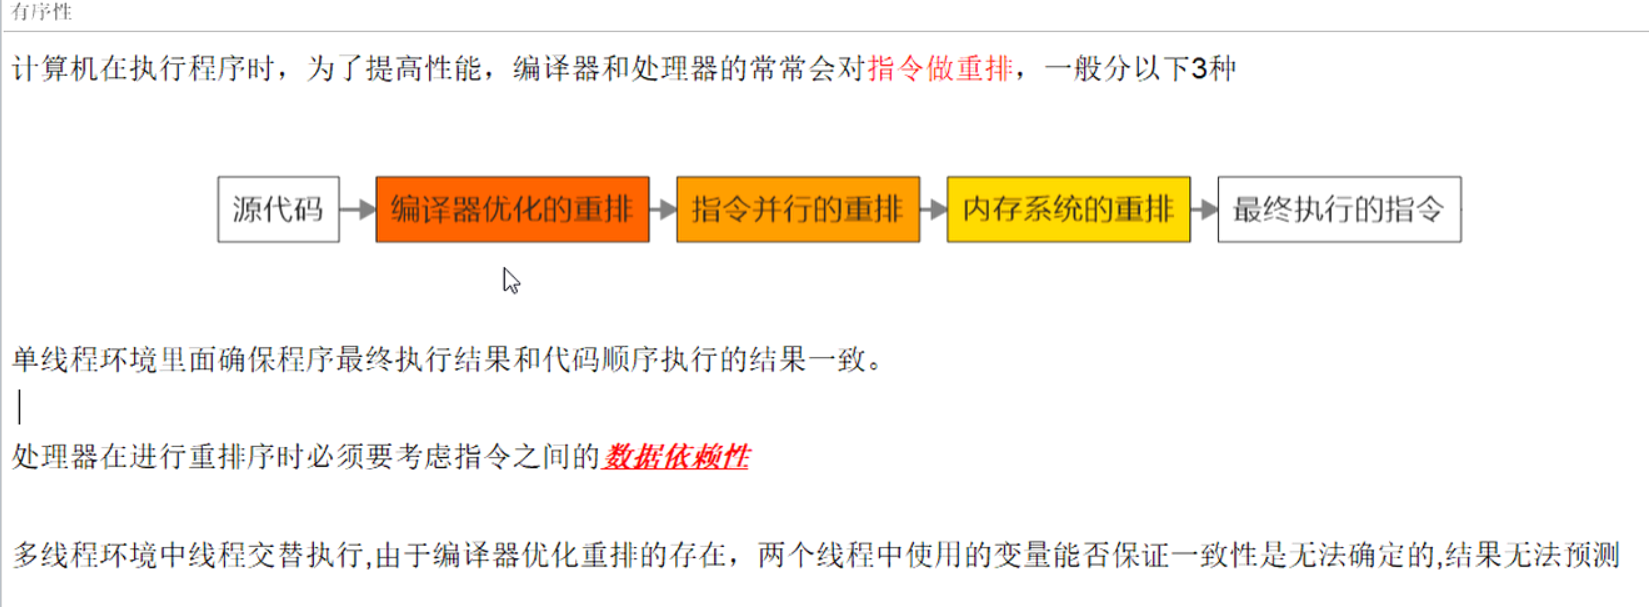 有序性
计算机在执行程序时，为了提高性能，编译器和处理器的常常会对指令做重排，一般分以下3种
源代码
编译器优化的重排
指令并行的重排
内存系统的重排
最终执行的指令
单线程环境里面确保程序最终执行结果和代码顺序执行的结果一致。
处理器在进行重排序时必须要考虑指令之间的数据依赖性
多线程环境中线程交替执行,由于编译器优化重排的存在，两个线程中使用的变量能否保证一致性是无法确定的,结果无法预测